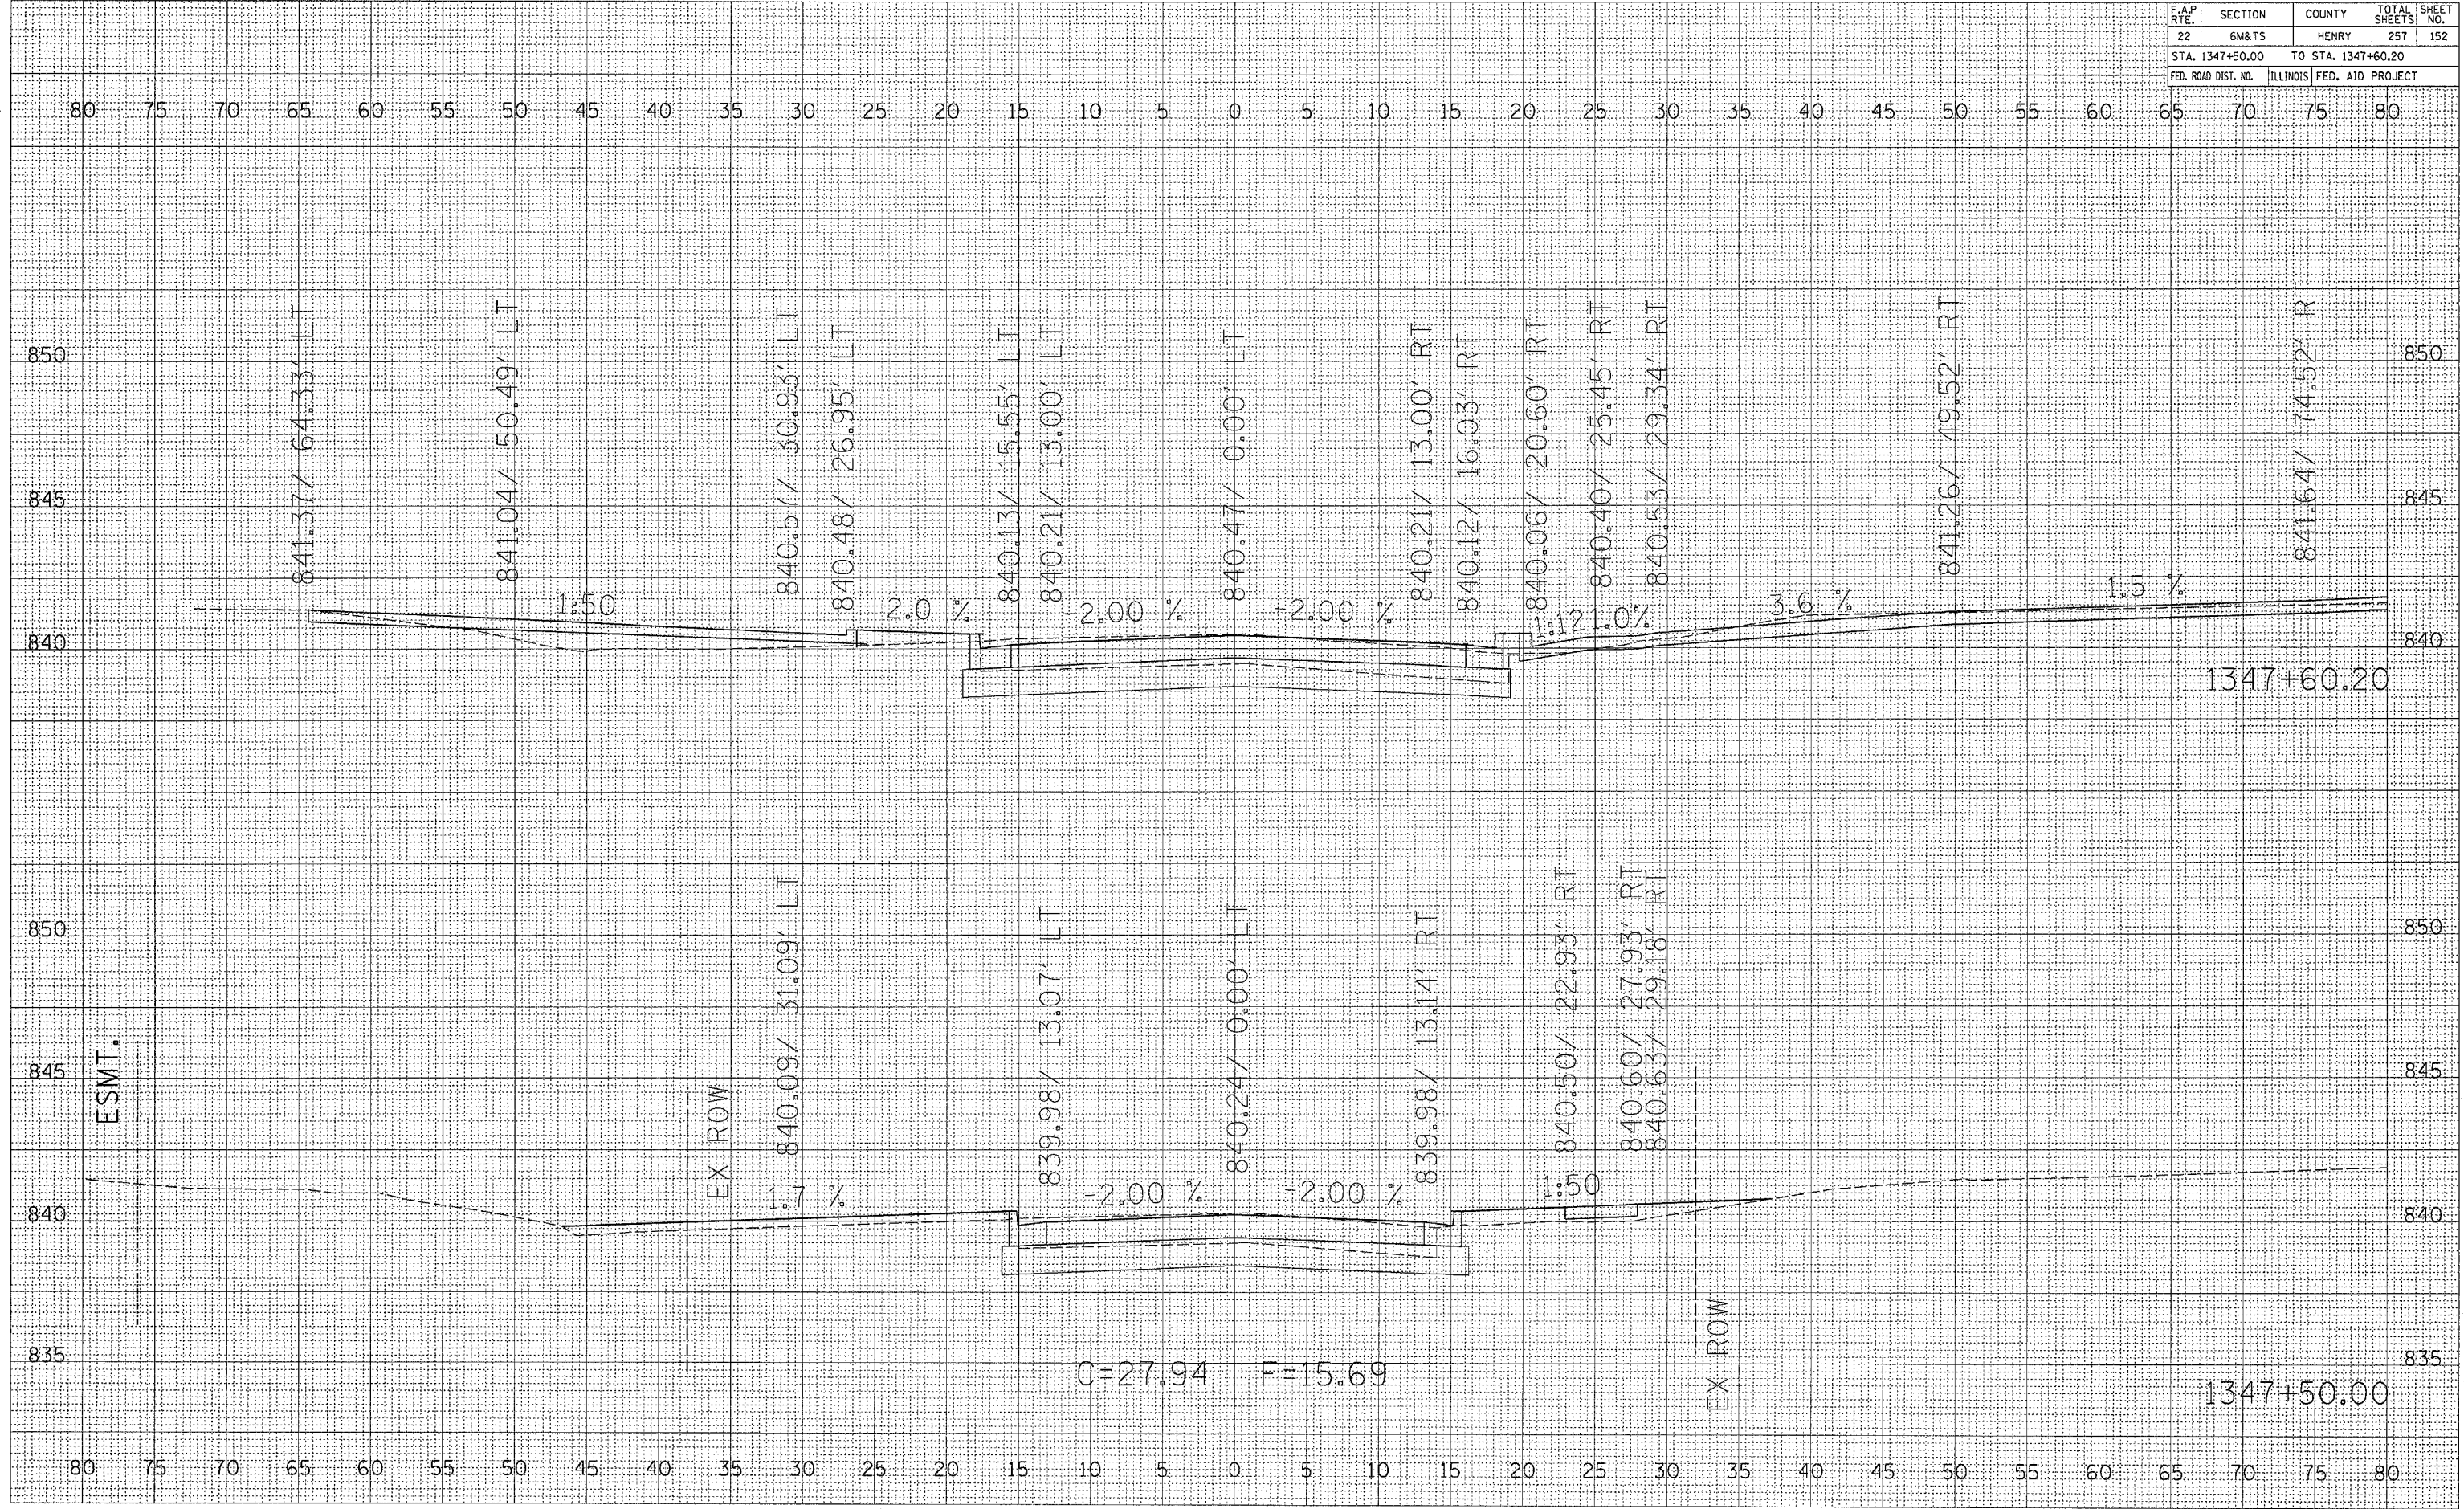 F.A.P RTE. SECTION COUNTY TOTAL SHEETS SHEET NO.
22 6M&TS HENRY 257 152
STA. 1347+50.00 TO STA. 1347+60.20
FED. ROAD DIST. NO. ILLINOIS FED. AID PROJECT
80 75 70 65 60 55 50 45 40 35 30 25 20 15 10 5 0 5 10 15 20 25 30 35 40 45 50 55 60 65 70 75 80
841.37/ 64.33' LT
841.04/ 50.49' LT
840.57/ 30.93' LT
840.48/ 26.95' LT
840.13/ 15.55' LT
840.21/ 13.00' LT
840.47/ 0.00' LT
840.21/ 13.00' RT
840.12/ 16.03' RT
840.06/ 20.60' RT
840.40/ 25.45' RT
840.53/ 29.34' RT
841.26/ 49.52' RT
841.64/ 74.52' RT
850 850
845 845
1:50 2.0 % -2.00 % -2.00 % 1:12 1.0% 3.6 % 1.5 %
840 840
1347+60.20
840.09/ 31.09' LT
839.98/ 13.07' LT
840.24/ 0.00' LT
839.98/ 13.14' RT
840.50/ 22.93' RT
840.60/ 27.93' RT
840.63/ 29.18' RT
850 850
845 845
ESMT.
EX ROW
1.7 % -2.00 % -2.00 % 1:50
840 840
EX ROW
835 835
C=27.94 F=15.69
1347+50.00
80 75 70 65 60 55 50 45 40 35 30 25 20 15 10 5 0 5 10 15 20 25 30 35 40 45 50 55 60 65 70 75 80